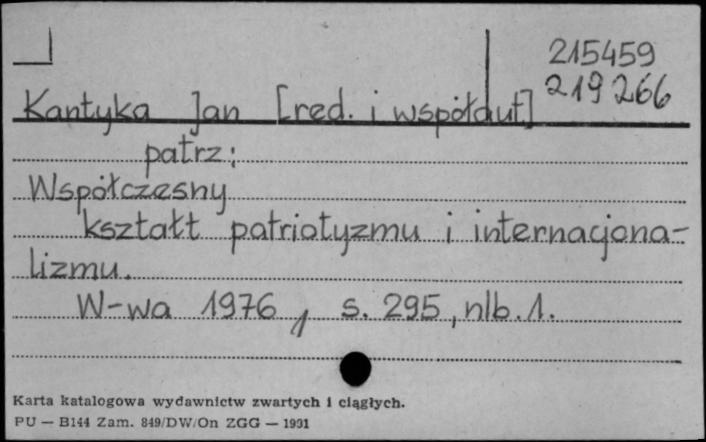 215459
219266
Kantyka Jan [red. i współaut]
patrz:
Współczesny
kształt patriotyzmu i internacjona-
lizmu.
W-wa 1976, s. 295, nlb. 1.
Karta katalogowa wydawnictw zwartych i ciągłych.
PU — B144 Zam. 849/DW/On ZGG — 1991